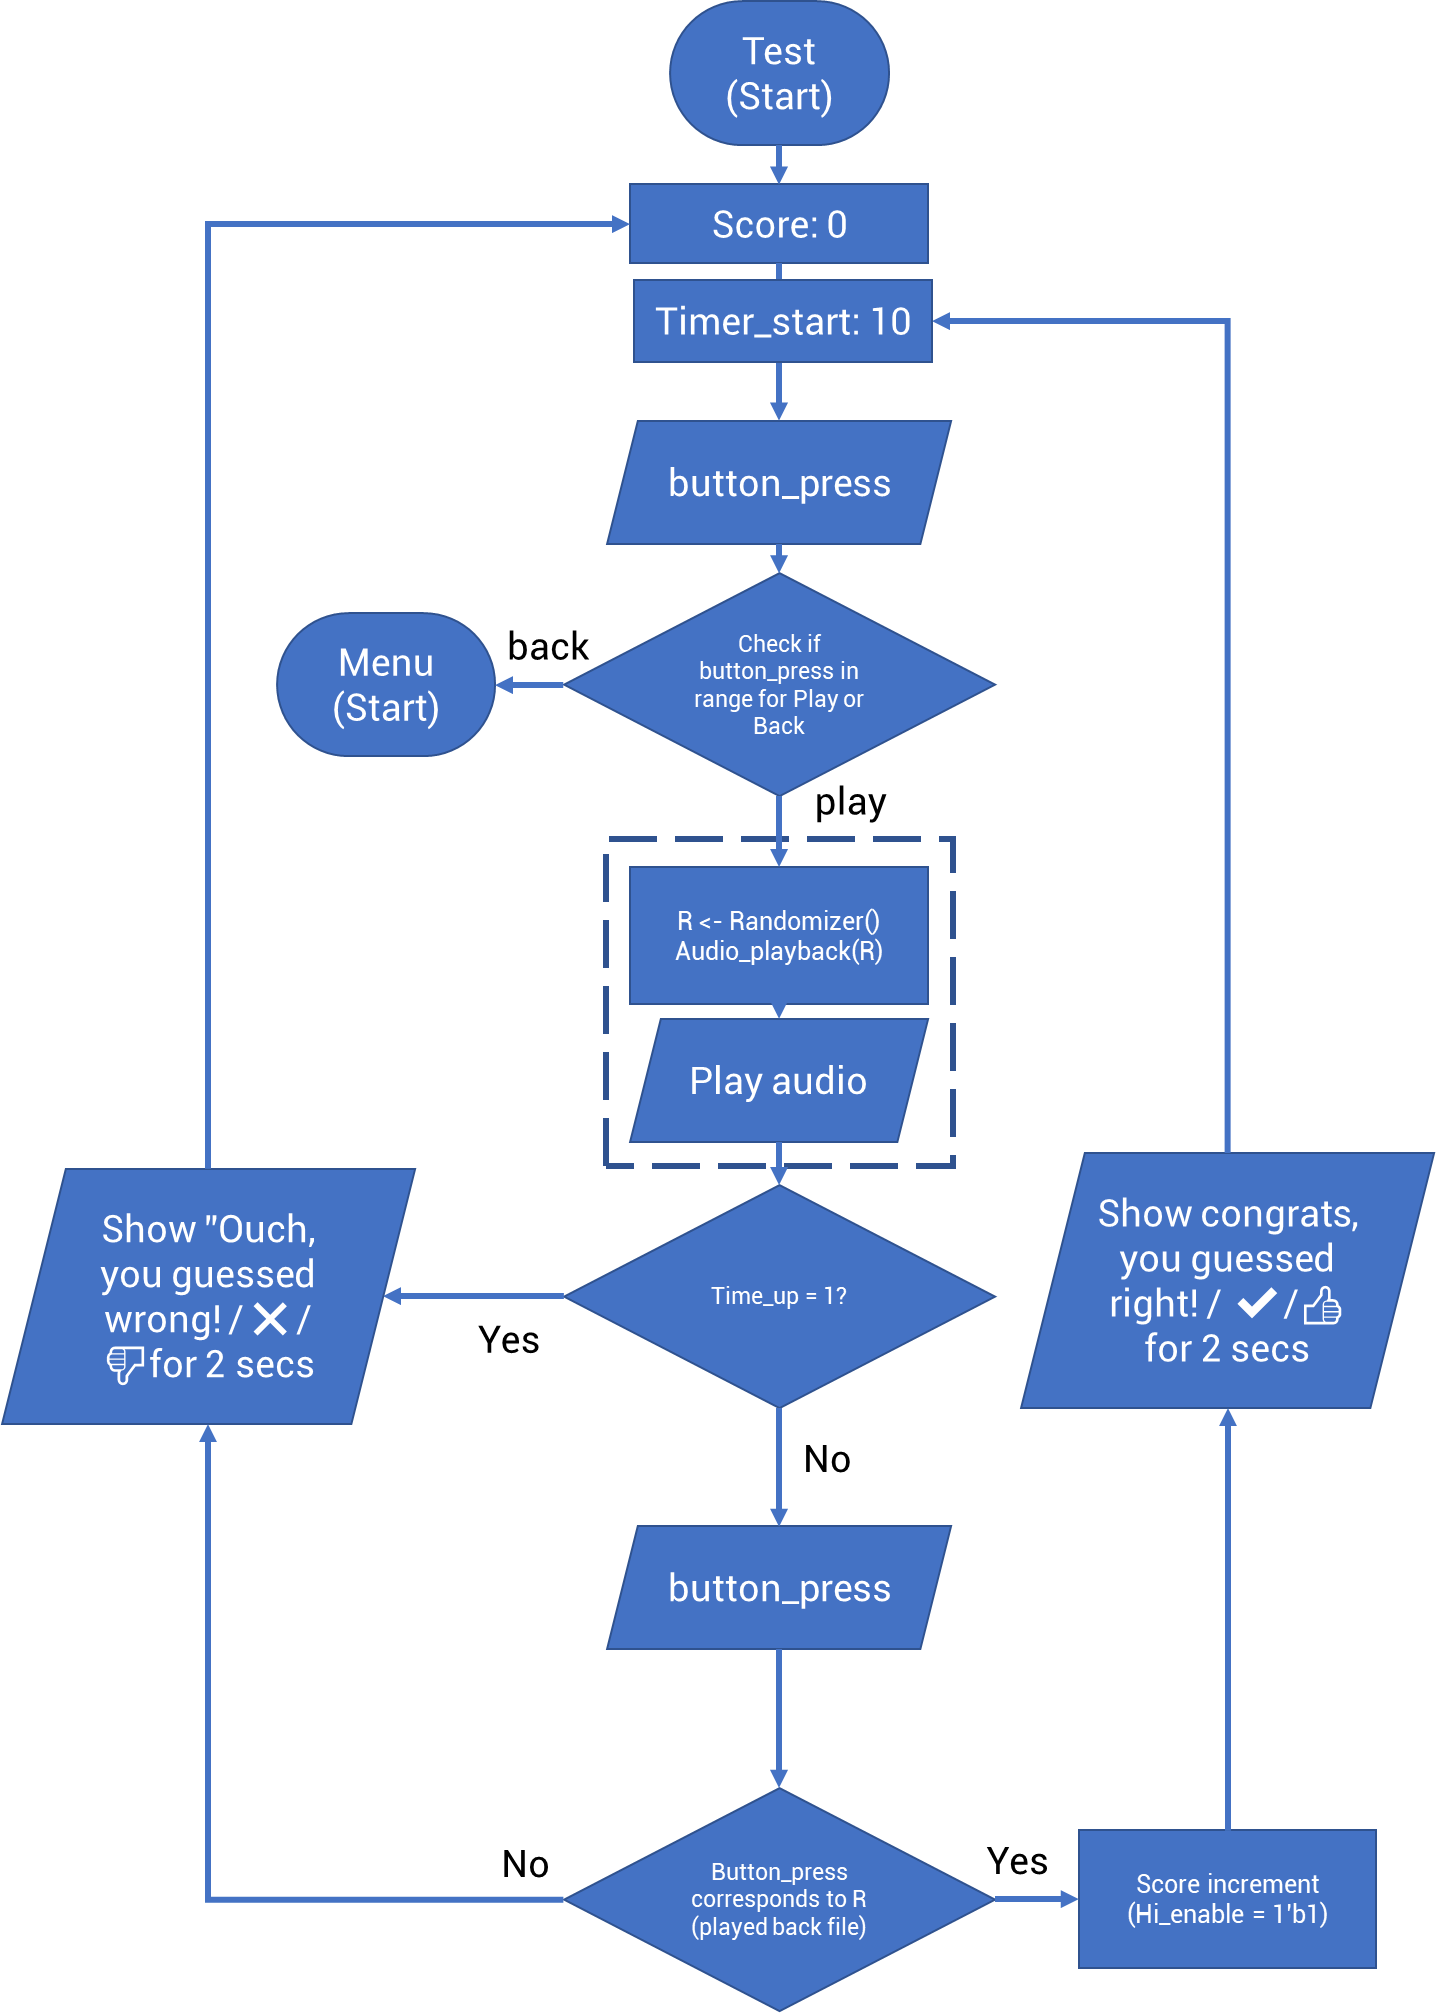 Test
(Start)
Score: 0
Timer_start: 10
button_press
Check if
button_press in
range for Play or
Back
back
Menu
(Start)
play
R <- Randomizer()
Audio_playback(R)
Play audio
Time_up = 1?
Yes
Show "Ouch,
you guessed
wrong! / ✕ /
👎 for 2 secs
Show congrats,
you guessed
right! / ✔ / 👍
for 2 secs
No
button_press
Button_press
corresponds to R
(played back file)
No
Yes
Score increment
(Hi_enable = 1'b1)